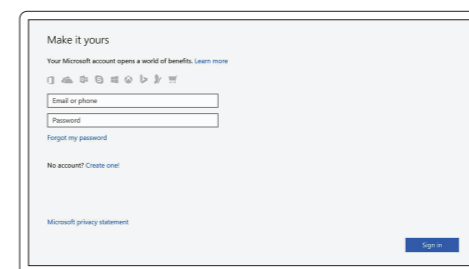 Make it yours
Your Microsoft account opens a world of benefits. Learn more
Email or phone
Password
Forgot my password
No account? Create one!
Microsoft privacy statement
Sign in